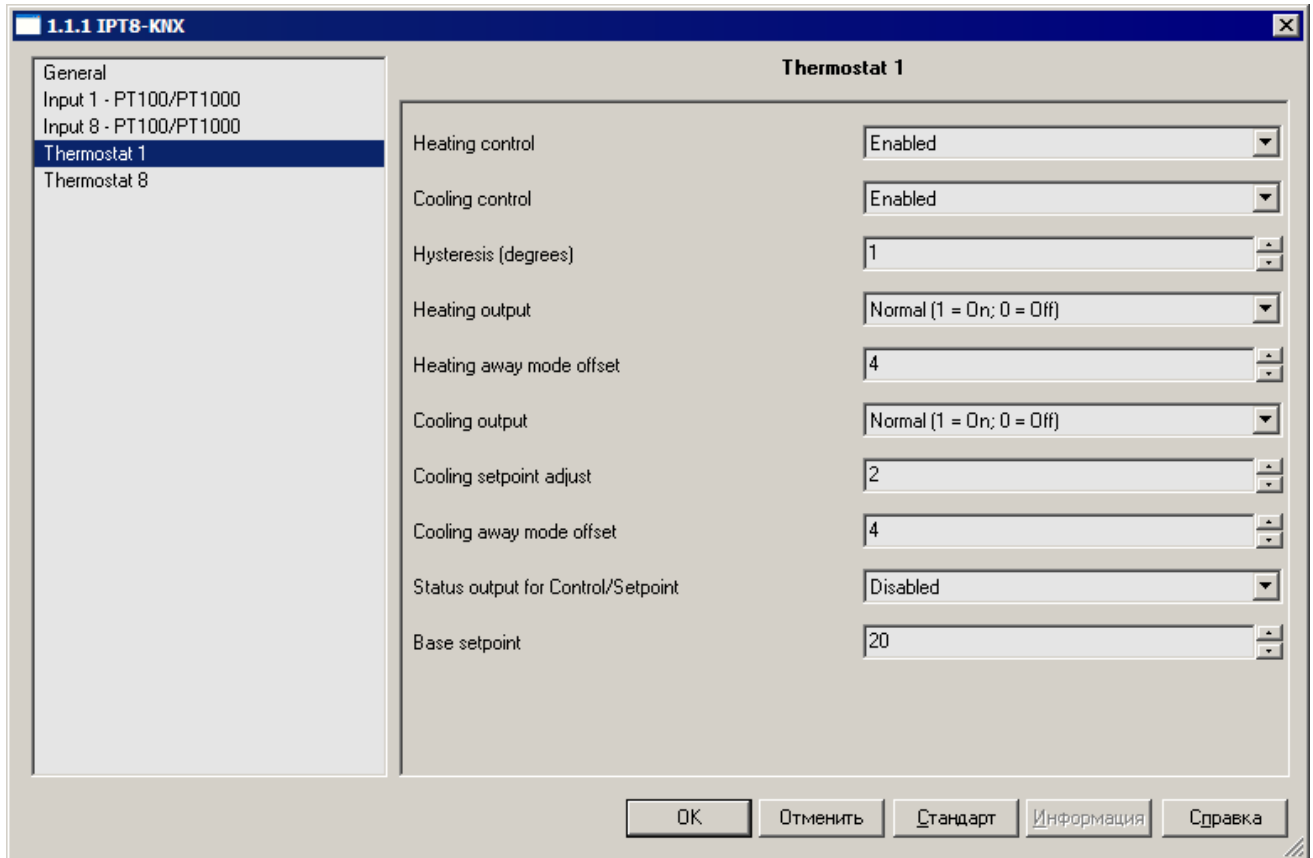 1.1.1 IPT8-KNX
General
Input 1 - PT100/PT1000
Input 8 - PT100/PT1000
Thermostat 1
Thermostat 8
Thermostat 1
Heating control Enabled
Cooling control Enabled
Hysteresis (degrees) 1
Heating output Normal (1 = On; 0 = Off)
Heating away mode offset 4
Cooling output Normal (1 = On; 0 = Off)
Cooling setpoint adjust 2
Cooling away mode offset 4
Status output for Control/Setpoint Disabled
Base setpoint 20
OK Отменить Стандарт Информация Справка